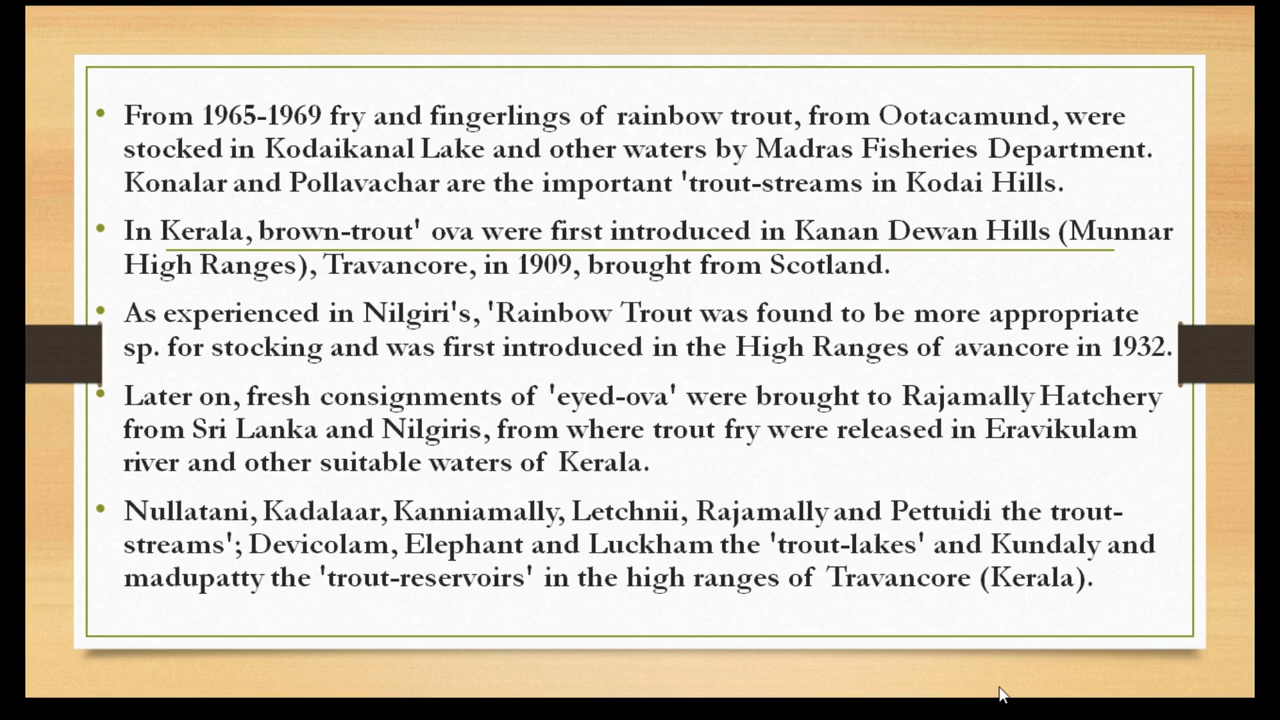 • From 1965-1969 fry and fingerlings of rainbow trout, from Ootacamund, were
stocked in Kodaikanal Lake and other waters by Madras Fisheries Department.
Konalar and Pollavachar are the important 'trout-streams in Kodai Hills.
• In Kerala, brown-trout' ova were first introduced in Kanan Dewan Hills (Munnar
High Ranges), Travancore, in 1909, brought from Scotland.
• As experienced in Nilgiri's, 'Rainbow Trout was found to be more appropriate
sp. for stocking and was first introduced in the High Ranges of avancore in 1932.
• Later on, fresh consignments of 'eyed-ova' were brought to Rajamally Hatchery
from Sri Lanka and Nilgiris, from where trout fry were released in Eravikulam
river and other suitable waters of Kerala.
• Nullatani, Kadalaar, Kanniamally, Letchnii, Rajamally and Pettuidi the trout-
streams'; Devicolam, Elephant and Luckham the 'trout-lakes' and Kundaly and
madupatty the 'trout-reservoirs' in the high ranges of Travancore (Kerala).